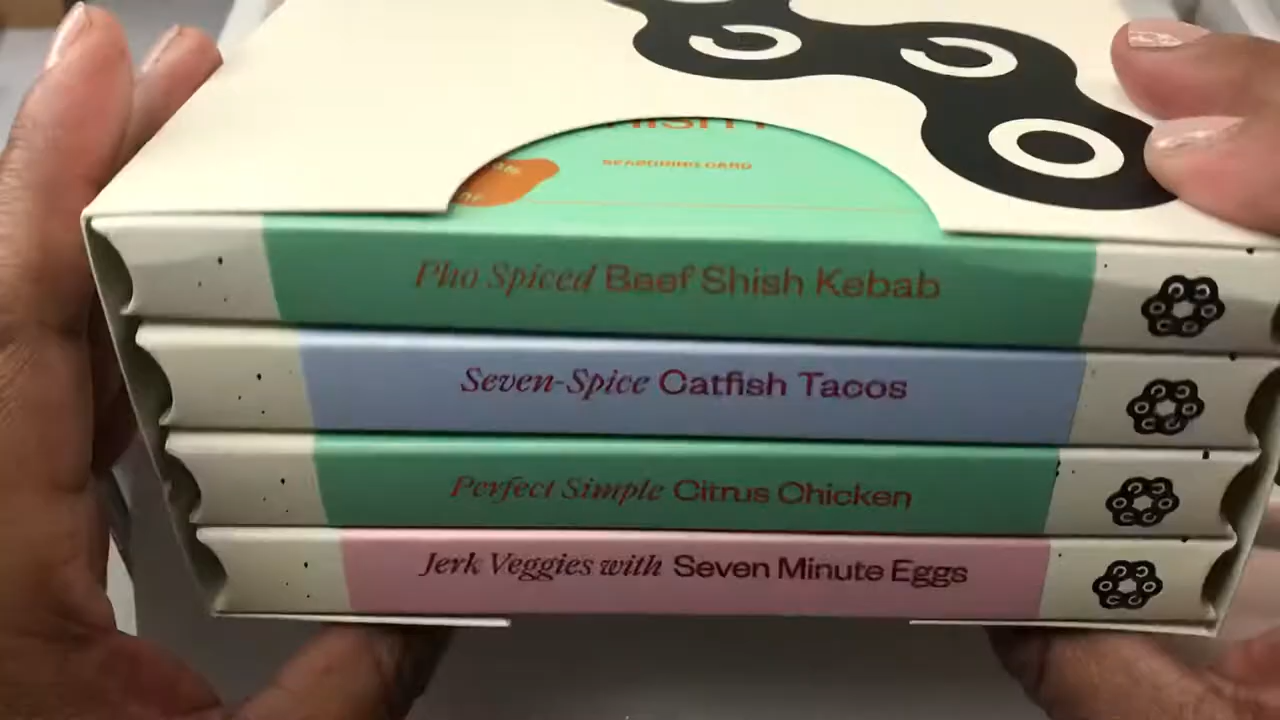 SEASONING CARD
Pho Spiced Beef Shish Kebab
Seven-Spice Catfish Tacos
Perfect Simple Citrus Chicken
Jerk Veggies with Seven Minute Eggs